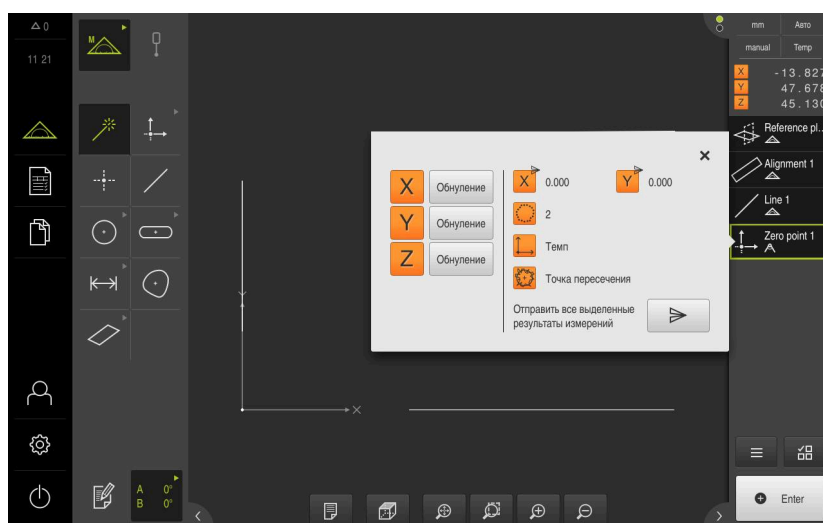 0
11 21
M
A 0°
B 0°
X
X Обнуление
Y Обнуление
Z Обнуление
X 0.000 Y 0.000
2
Темп
Точка пересечения
Отправить все выделенные
результаты измерений
mm Авто
manual Temp
X -13.827
Y 47.678
Z 45.130
Reference pl...
Alignment 1
Line 1
Zero point 1
Enter